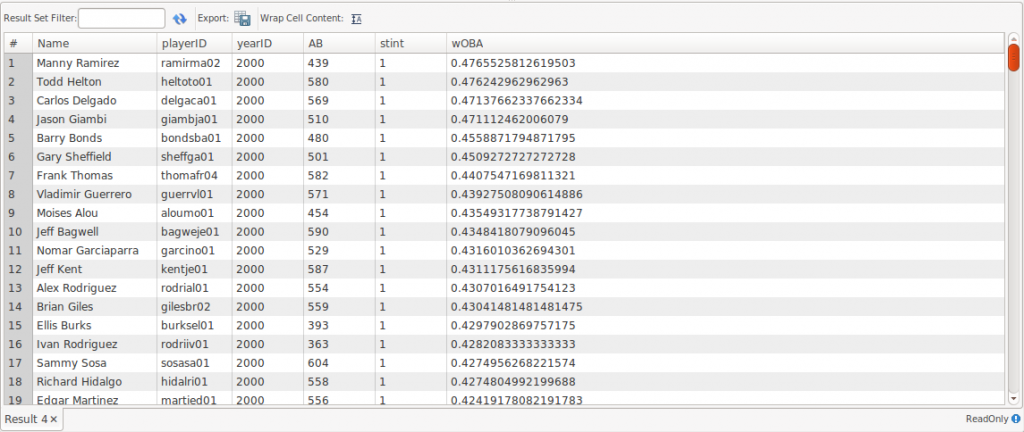 Result Set Filter: Export: Wrap Cell Content:
# Name playerID yearID AB stint wOBA
1 Manny Ramirez ramirma02 2000 439 1 0.4765525812619503
2 Todd Helton heltoto01 2000 580 1 0.476242962962963
3 Carlos Delgado delgaca01 2000 569 1 0.47137662337662334
4 Jason Giambi giambja01 2000 510 1 0.471112462006079
5 Barry Bonds bondsba01 2000 480 1 0.4558871794871795
6 Gary Sheffield sheffga01 2000 501 1 0.4509272727272728
7 Frank Thomas thomafr04 2000 582 1 0.4407547169811321
8 Vladimir Guerrero guerrvl01 2000 571 1 0.43927508090614886
9 Moises Alou aloumo01 2000 454 1 0.43549317738791427
10 Jeff Bagwell bagweje01 2000 590 1 0.4348418079096045
11 Nomar Garciaparra garcino01 2000 529 1 0.4316010362694301
12 Jeff Kent kentje01 2000 587 1 0.4311175616835994
13 Alex Rodriguez rodrial01 2000 554 1 0.4307016491754123
14 Brian Giles gilesbr02 2000 559 1 0.43041481481481475
15 Ellis Burks burksel01 2000 393 1 0.4297902869757175
16 Ivan Rodriguez rodriiv01 2000 363 1 0.4282083333333333
17 Sammy Sosa sosasa01 2000 604 1 0.4274956268221574
18 Richard Hidalgo hidalri01 2000 558 1 0.4274804992199688
19 Edgar Martinez martied01 2000 556 1 0.42419178082191783
Result 4 ReadOnly